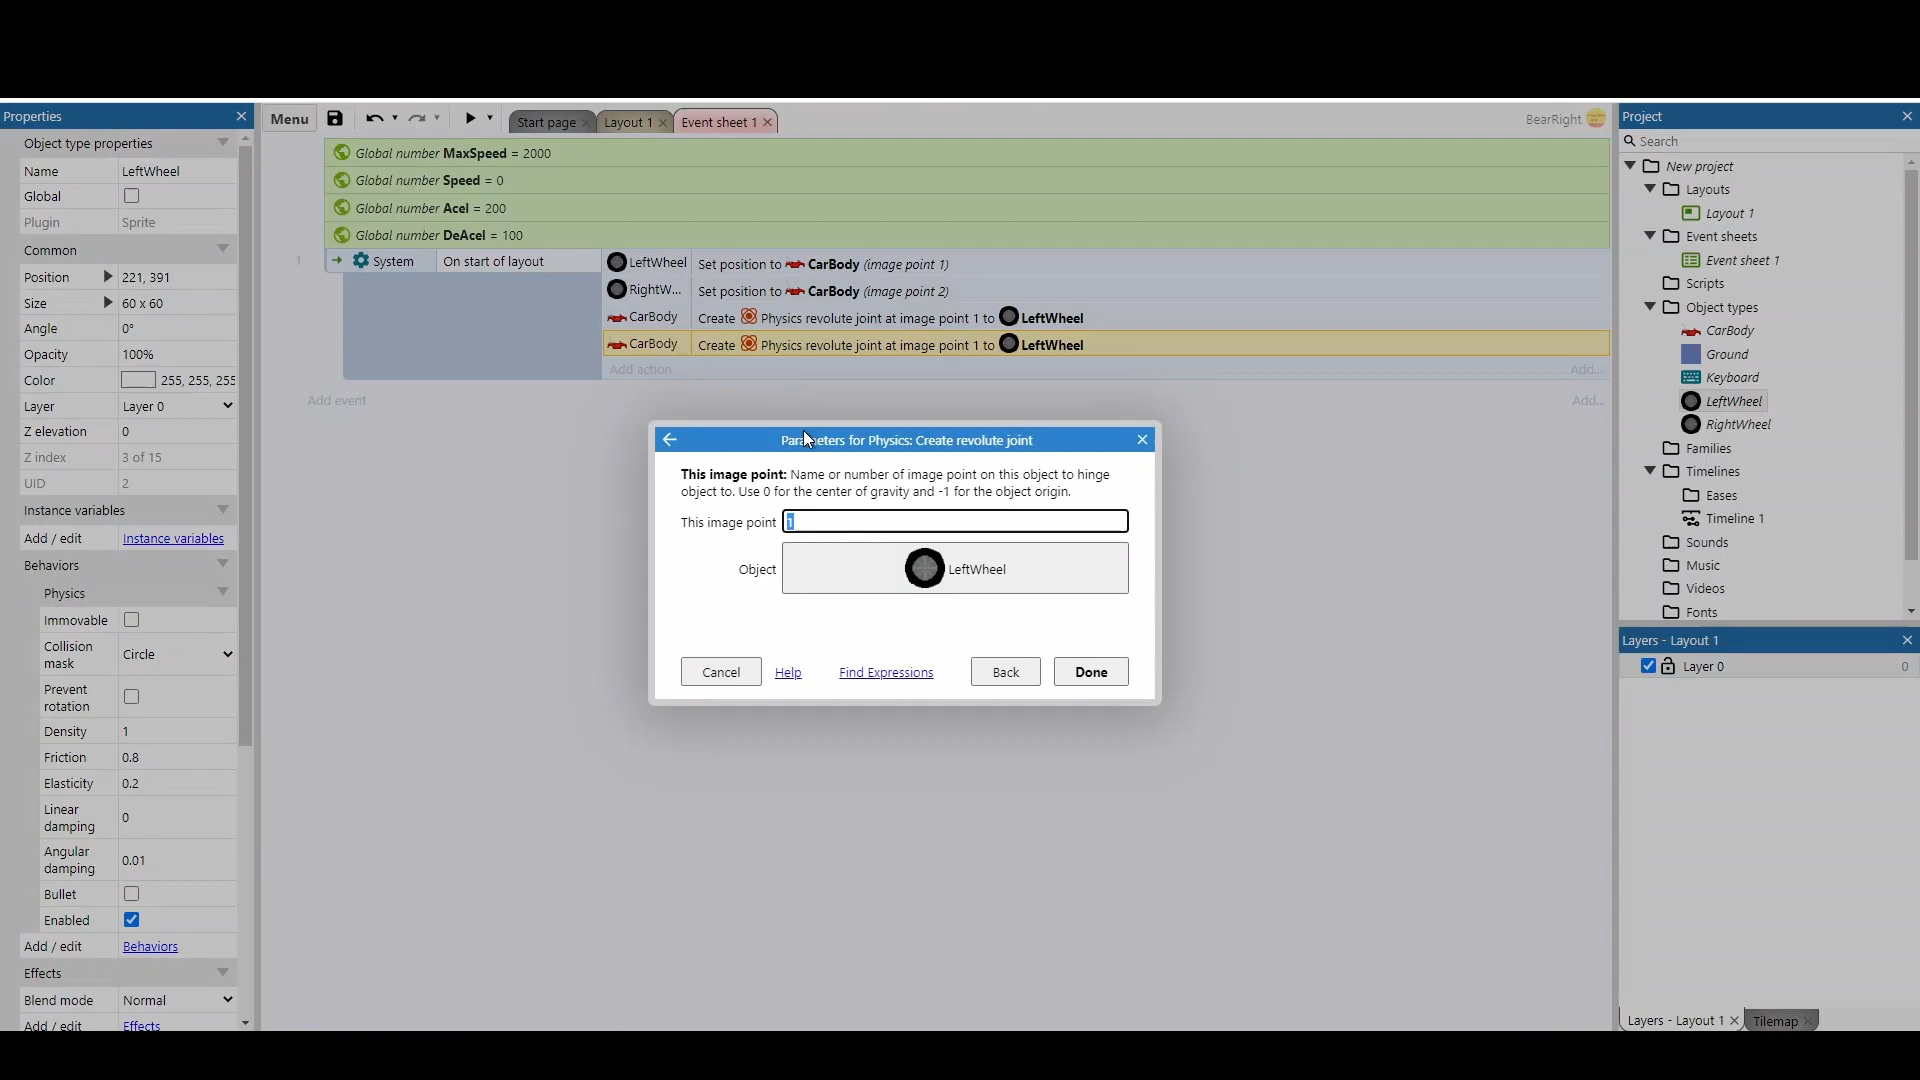 Properties
Object type properties
Name LeftWheel
Global
Plugin Sprite
Common
Position 221, 391
Size 60 x 60
Angle 0°
Opacity 100%
Color 255, 255, 255
Layer Layer 0
Z elevation 0
Z index 3 of 15
UID 2
Instance variables
Add / edit Instance variables
Behaviors
Physics
Immovable
Collision mask Circle
Prevent rotation
Density 1
Friction 0.8
Elasticity 0.2
Linear damping 0
Angular damping 0.01
Bullet
Enabled
Add / edit Behaviors
Effects
Blend mode Normal
Add / edit Effects
Menu
Start page
Layout 1
Event sheet 1
BearRight
Global number MaxSpeed = 2000
Global number Speed = 0
Global number Acel = 200
Global number DeAcel = 100
1 System On start of layout
LeftWheel Set position to CarBody (image point 1)
RightW... Set position to CarBody (image point 2)
CarBody Create Physics revolute joint at image point 1 to LeftWheel
CarBody Create Physics revolute joint at image point 1 to LeftWheel
Add action Add...
Add event Add...
Parameters for Physics: Create revolute joint
This image point: Name or number of image point on this object to hinge
object to. Use 0 for the center of gravity and -1 for the object origin.
This image point 1
Object LeftWheel
Cancel Help Find Expressions Back Done
Project
Search
New project
Layouts
Layout 1
Event sheets
Event sheet 1
Scripts
Object types
CarBody
Ground
Keyboard
LeftWheel
RightWheel
Families
Timelines
Eases
Timeline 1
Sounds
Music
Videos
Fonts
Layers - Layout 1
Layer 0 0
Layers - Layout 1 Tilemap